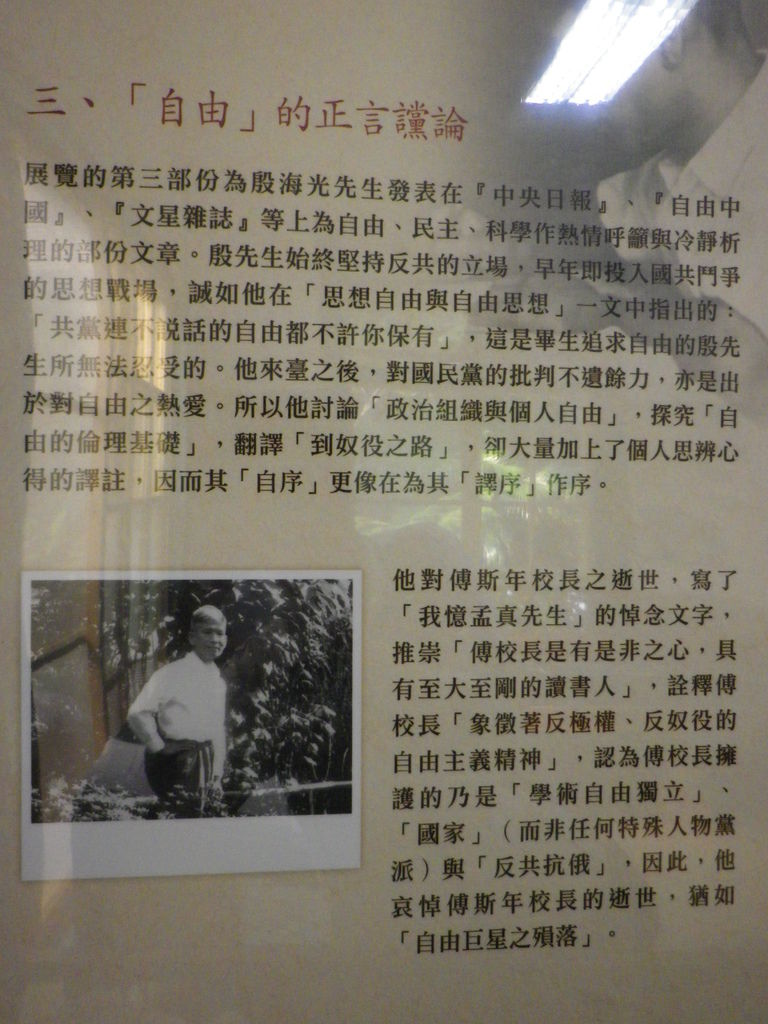 三、「自由」的正言讜論
展覽的第三部份為殷海光先生發表在『中央日報』、『自由中
國』、『文星雜誌』等上為自由、民主、科學作熱情呼籲與冷靜析
理的部份文章。殷先生始終堅持反共的立場，早年即投入國共鬥爭
的思想戰場，誠如他在「思想自由與自由思想」一文中指出的：
「共黨連不說話的自由都不許你保有」，這是畢生追求自由的殷先
生所無法忍受的。他來臺之後，對國民黨的批判不遺餘力，亦是出
於對自由之熱愛。所以他討論「政治組織與個人自由」，探究「自
由的倫理基礎」，翻譯「到奴役之路」，卻大量加上了個人思辨心
得的譯註，因而其「自序」更像在為其「譯序」作序。
他對傅斯年校長之逝世，寫了
「我憶孟真先生」的悼念文字，
推崇「傅校長是有是非之心，具
有至大至剛的讀書人」，詮釋傅
校長「象徵著反極權、反奴役的
自由主義精神」，認為傅校長擁
護的乃是「學術自由獨立」、
「國家」（而非任何特殊人物黨
派）與「反共抗俄」，因此，他
哀悼傅斯年校長的逝世，猶如
「自由巨星之殞落」。